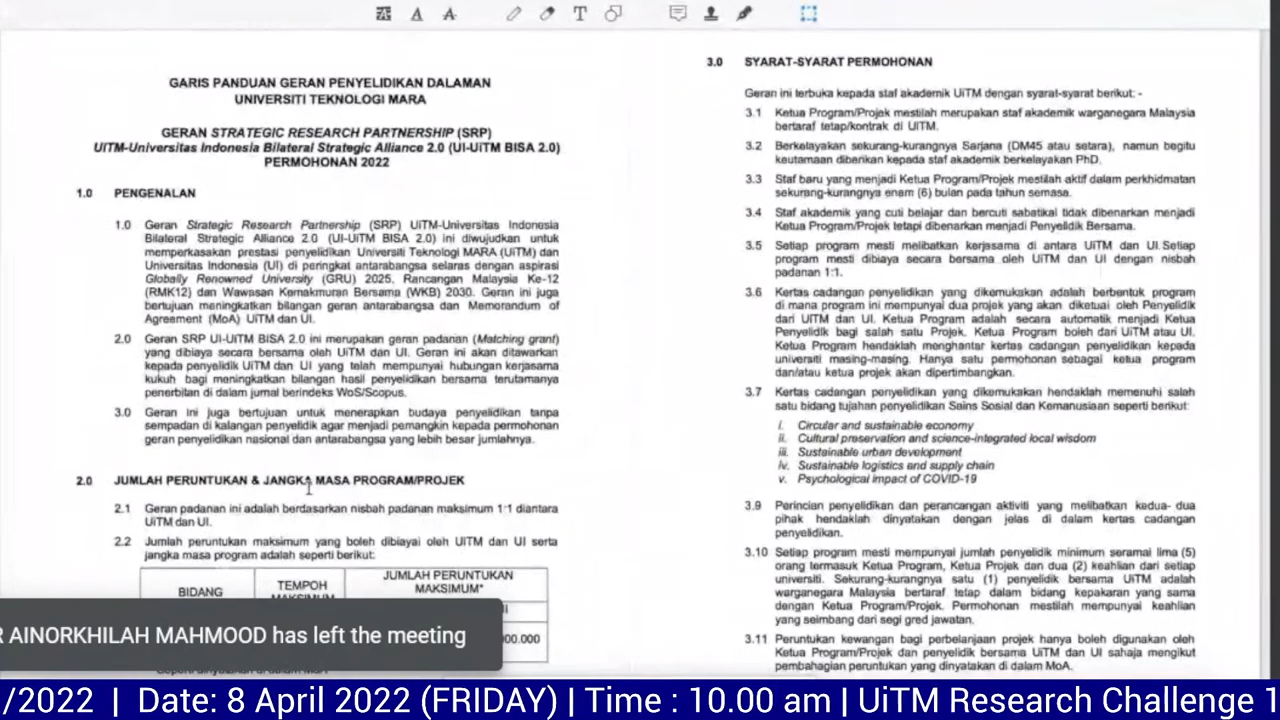 GARIS PANDUAN GERAN PENYELIDIKAN DALAMAN
UNIVERSITI TEKNOLOGI MARA
GERAN STRATEGIC RESEARCH PARTNERSHIP (SRP)
UiTM-Universitas Indonesia Bilateral Strategic Alliance 2.0 (UI-UiTM BISA 2.0)
PERMOHONAN 2022
1.0 PENGENALAN
1.0 Geran Strategic Research Partnership (SRP) UiTM-Universitas Indonesia
Bilateral Strategic Alliance 2.0 (UI-UiTM BISA 2.0) ini diwujudkan untuk
memperkasakan prestasi penyelidikan Universiti Teknologi MARA (UiTM) dan
Universitas Indonesia (UI) di peringkat antarabangsa selaras dengan aspirasi
Globally Renowned University (GRU) 2025, Rancangan Malaysia Ke-12
(RMK12) dan Wawasan Kemakmuran Bersama (WKB) 2030. Geran ini juga
bertujuan meningkatkan bilangan geran antarabangsa dan Memorandum of
Agreement (MoA) UiTM dan UI.
2.0 Geran SRP UI-UiTM BISA 2.0 ini merupakan geran padanan (Matching grant)
yang dibiaya secara bersama oleh UiTM dan UI. Geran ini akan ditawarkan
kepada penyelidik UiTM dan UI yang telah mempunyai hubungan kerjasama
kukuh bagi meningkatkan bilangan hasil penyelidikan bersama terutamanya
penerbitan di dalam jurnal berindeks WoS/Scopus.
3.0 Geran ini juga bertujuan untuk menerapkan budaya penyelidikan tanpa
sempadan di kalangan penyelidik agar menjadi pemangkin kepada permohonan
geran penyelidikan nasional dan antarabangsa yang lebih besar jumlahnya.
2.0 JUMLAH PERUNTUKAN & JANGKA MASA PROGRAM/PROJEK
2.1 Geran padanan ini adalah berdasarkan nisbah padanan maksimum 1:1 diantara
UiTM dan UI.
2.2 Jumlah peruntukan maksimum yang boleh dibiayai oleh UiTM dan UI serta
jangka masa program adalah seperti berikut:
BIDANG
TEMPOH
MAKSIMUM
JUMLAH PERUNTUKAN
MAKSIMUM*
00.000
3.0 SYARAT-SYARAT PERMOHONAN
Geran ini terbuka kepada staf akademik UiTM dengan syarat-syarat berikut: -
3.1 Ketua Program/Projek mestilah merupakan staf akademik warganegara Malaysia
bertaraf tetap/kontrak di UiTM.
3.2 Berkelayakan sekurang-kurangnya Sarjana (DM45 atau setara), namun begitu
keutamaan diberikan kepada staf akademik berkelayakan PhD.
3.3 Staf baru yang menjadi Ketua Program/Projek mestilah aktif dalam perkhidmatan
sekurang-kurangnya enam (6) bulan pada tahun semasa.
3.4 Staf akademik yang cuti belajar dan bercuti sabatikal tidak dibenarkan menjadi
Ketua Program/Projek tetapi dibenarkan menjadi Penyelidik Bersama.
3.5 Setiap program mesti melibatkan kerjasama di antara UiTM dan UI.Setiap
program mesti dibiaya secara bersama oleh UiTM dan UI dengan nisbah
padanan 1:1.
3.6 Kertas cadangan penyelidikan yang dikemukakan adalah berbentuk program
di mana program ini mempunyai dua projek yang akan diketuai oleh Penyelidik
dari UiTM dan UI. Ketua Program adalah secara automatik menjadi Ketua
Penyelidik bagi salah satu Projek. Ketua Program boleh dari UiTM atau UI.
Ketua Program hendaklah menghantar kertas cadangan penyelidikan kepada
universiti masing-masing. Hanya satu permohonan sebagai ketua program
dan/atau ketua projek akan dipertimbangkan.
3.7 Kertas cadangan penyelidikan yang dikemukakan hendaklah memenuhi salah
satu bidang tujahan penyelidikan Sains Sosial dan Kemanusiaan seperti berikut:
i. Circular and sustainable economy
ii. Cultural preservation and science-integrated local wisdom
iii. Sustainable urban development
iv. Sustainable logistics and supply chain
v. Psychological impact of COVID-19
3.9 Perincian penyelidikan dan perancangan aktiviti yang melibatkan kedua- dua
pihak hendaklah dinyatakan dengan jelas di dalam kertas cadangan
penyelidikan.
3.10 Setiap program mesti mempunyai jumlah penyelidik minimum seramai lima (5)
orang termasuk Ketua Program, Ketua Projek dan dua (2) keahlian dari setiap
universiti. Sekurang-kurangnya satu (1) penyelidik bersama UiTM adalah
warganegara Malaysia bertaraf tetap dalam bidang kepakaran yang sama
dengan Ketua Program/Projek. Permohonan mestilah mempunyai keahlian
yang seimbang dari segi gred jawatan.
3.11 Peruntukan kewangan bagi perbelanjaan projek hanya boleh digunakan oleh
Ketua Program/Projek dan penyelidik bersama UiTM dan UI sahaja mengikut
pembahagian peruntukan yang dinyatakan di dalam MoA.
R AINORKHILAH MAHMOOD has left the meeting
/2022 | Date: 8 April 2022 (FRIDAY) | Time : 10.00 am | UiTM Research Challenge 1